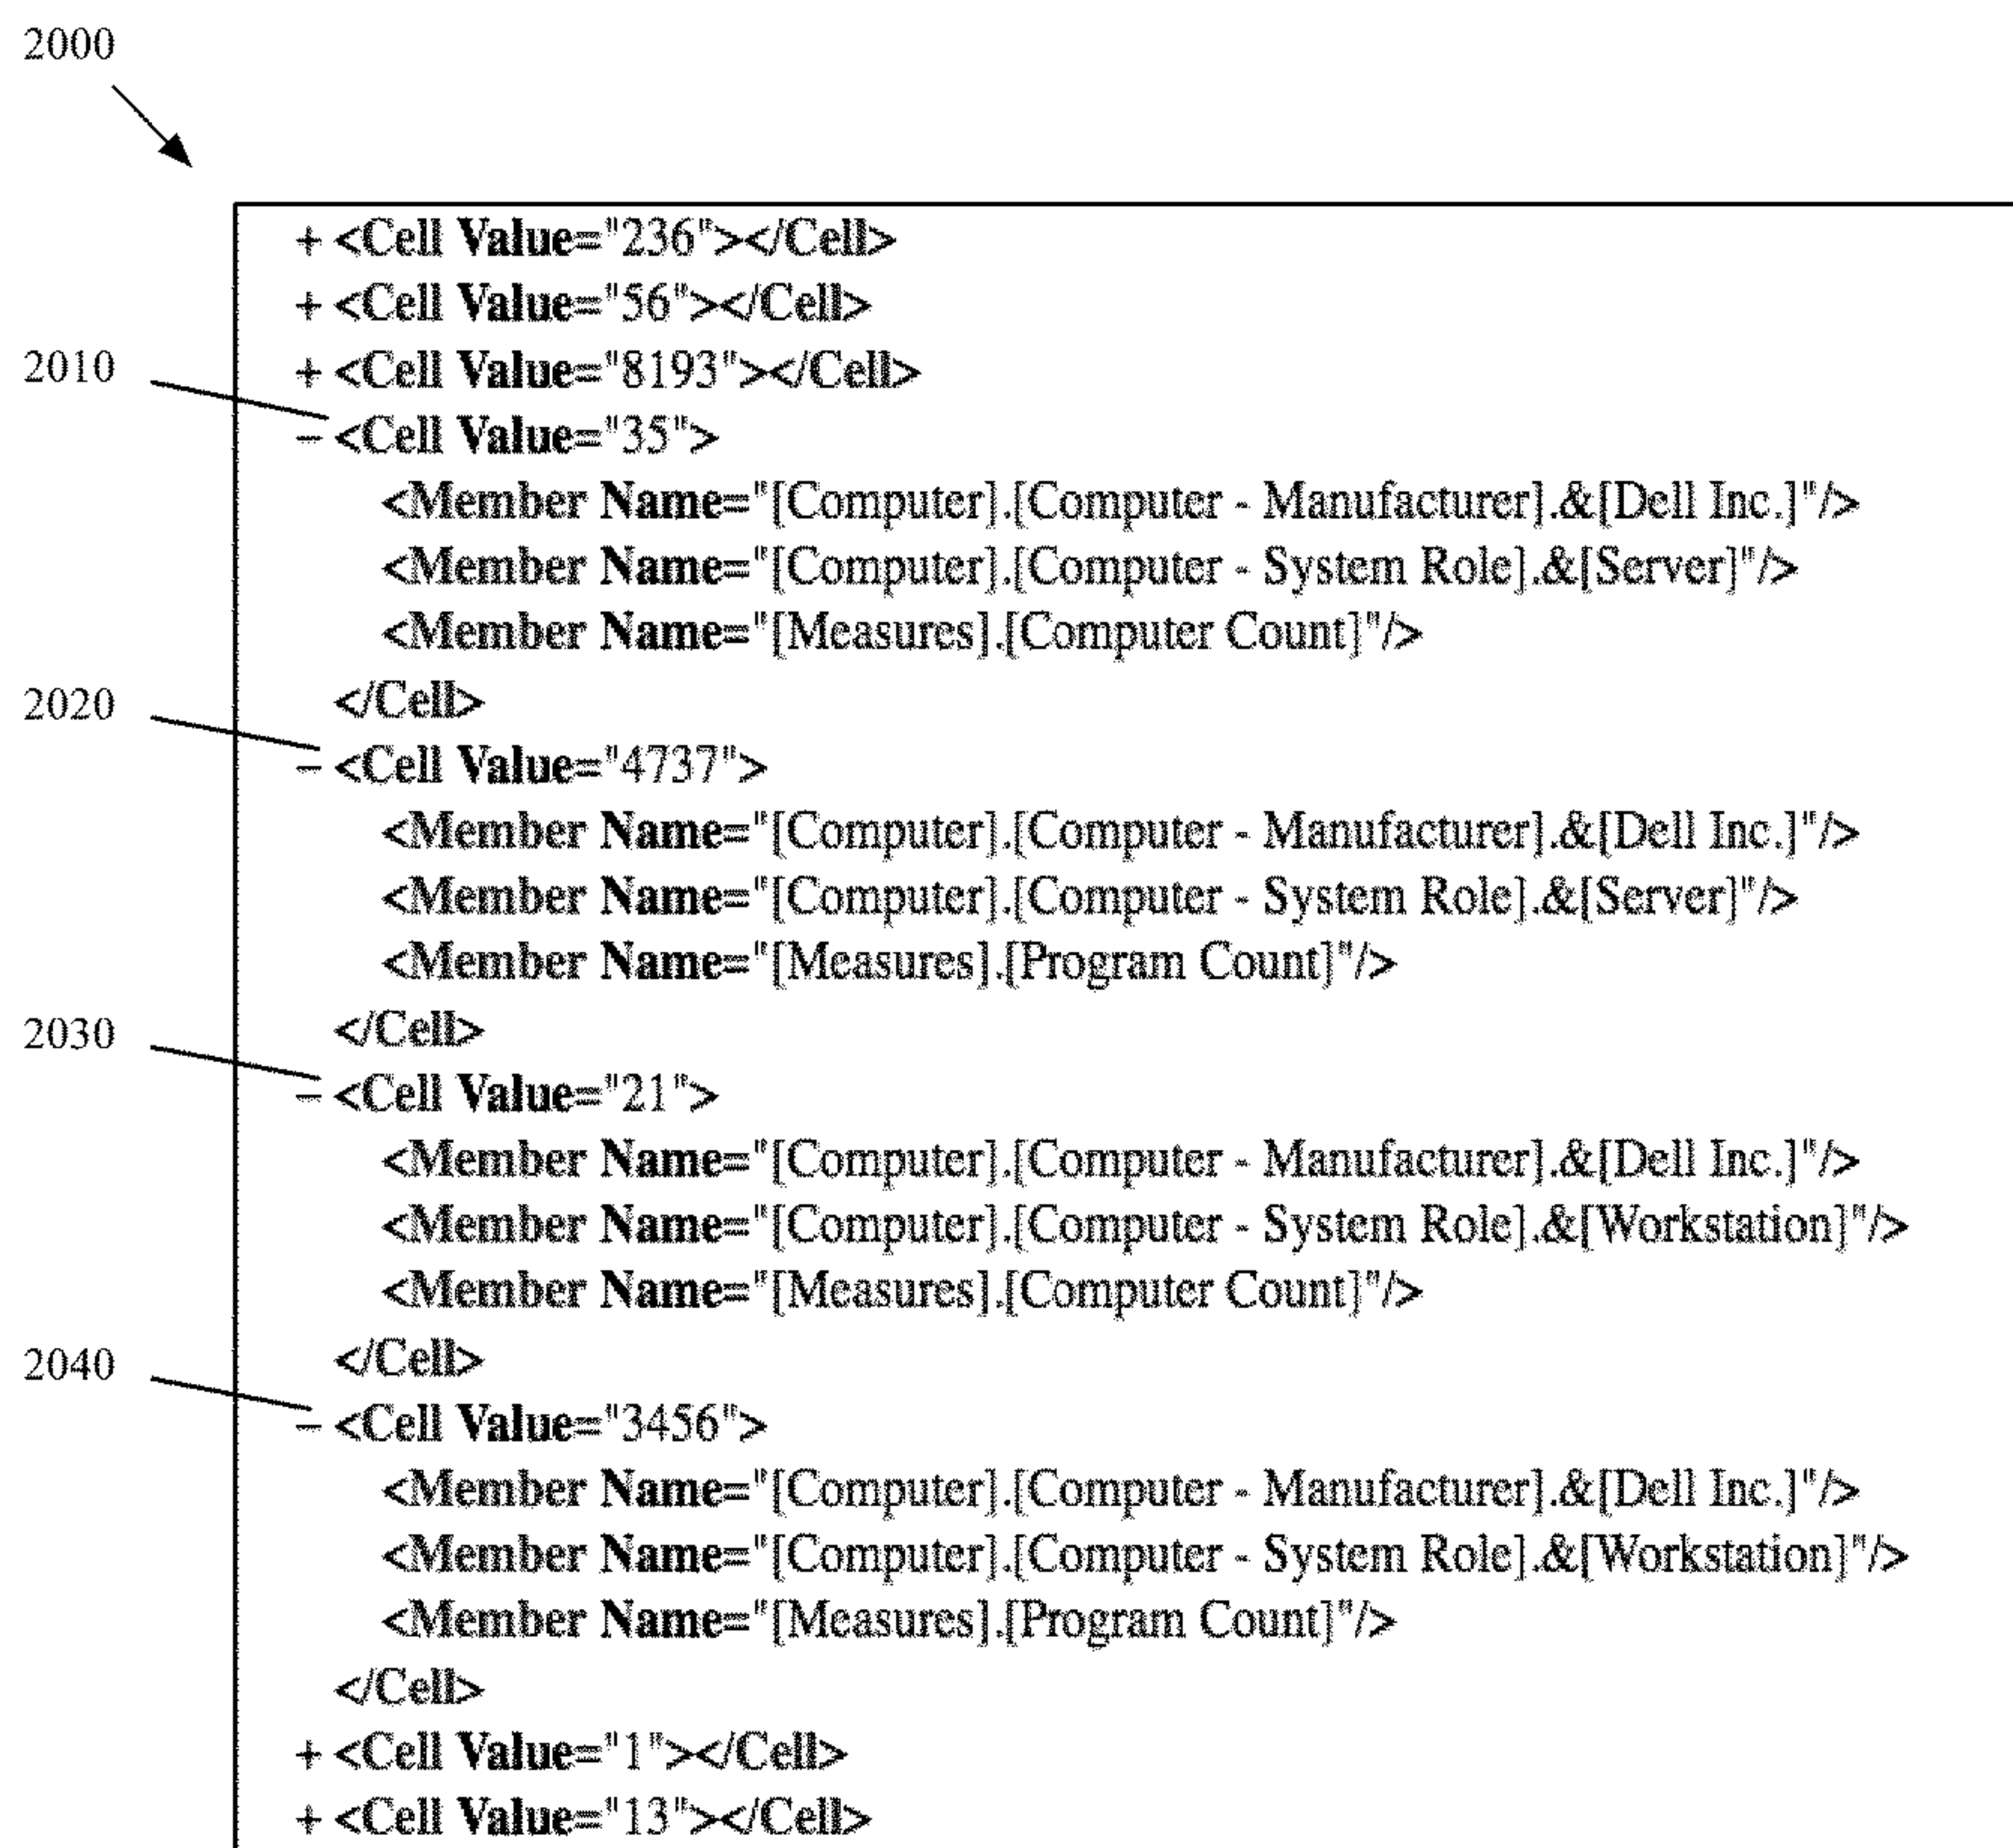 2000
+ <Cell Value="236"></Cell>
+ <Cell Value="56"></Cell>
2010
+ <Cell Value="8193"></Cell>
- <Cell Value="35">
<Member Name="[Computer].[Computer - Manufacturer].&[Dell Inc.]"/>
<Member Name="[Computer].[Computer - System Role].&[Server]"/>
<Member Name="[Measures].[Computer Count]"/>
</Cell>
2020
- <Cell Value="4737">
<Member Name="[Computer].[Computer - Manufacturer].&[Dell Inc.]"/>
<Member Name="[Computer].[Computer - System Role].&[Server]"/>
<Member Name="[Measures].[Program Count]"/>
</Cell>
2030
- <Cell Value="21">
<Member Name="[Computer].[Computer - Manufacturer].&[Dell Inc.]"/>
<Member Name="[Computer].[Computer - System Role].&[Workstation]"/>
<Member Name="[Measures].[Computer Count]"/>
</Cell>
2040
- <Cell Value="3456">
<Member Name="[Computer].[Computer - Manufacturer].&[Dell Inc.]"/>
<Member Name="[Computer].[Computer - System Role].&[Workstation]"/>
<Member Name="[Measures].[Program Count]"/>
</Cell>
+ <Cell Value="1"></Cell>
+ <Cell Value="13"></Cell>